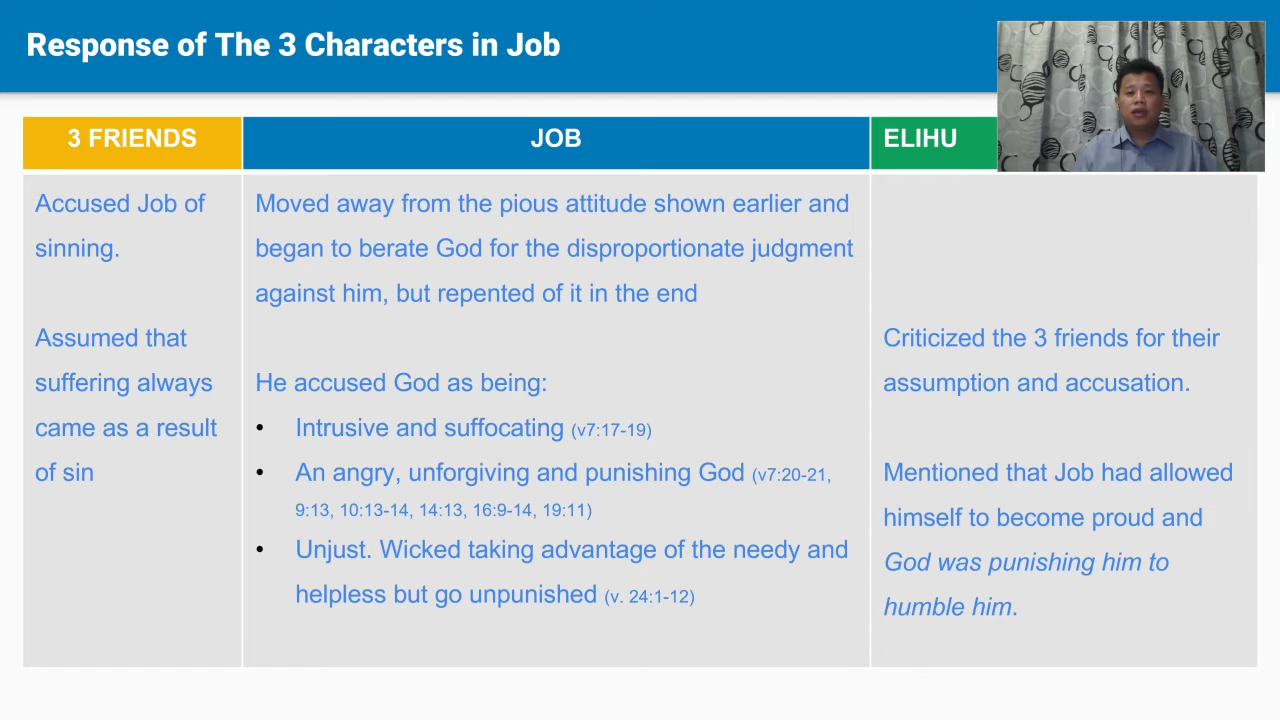 Response of The 3 Characters in Job
3 FRIENDS
JOB
ELIHU
Accused Job of
sinning.
Assumed that
suffering always
came as a result
of sin
Moved away from the pious attitude shown earlier and
began to berate God for the disproportionate judgment
against him, but repented of it in the end
He accused God as being:
• Intrusive and suffocating (v7:17-19)
• An angry, unforgiving and punishing God (v7:20-21,
9:13, 10:13-14, 14:13, 16:9-14, 19:11)
• Unjust. Wicked taking advantage of the needy and
helpless but go unpunished (v. 24:1-12)
Criticized the 3 friends for their
assumption and accusation.
Mentioned that Job had allowed
himself to become proud and
God was punishing him to
humble him.